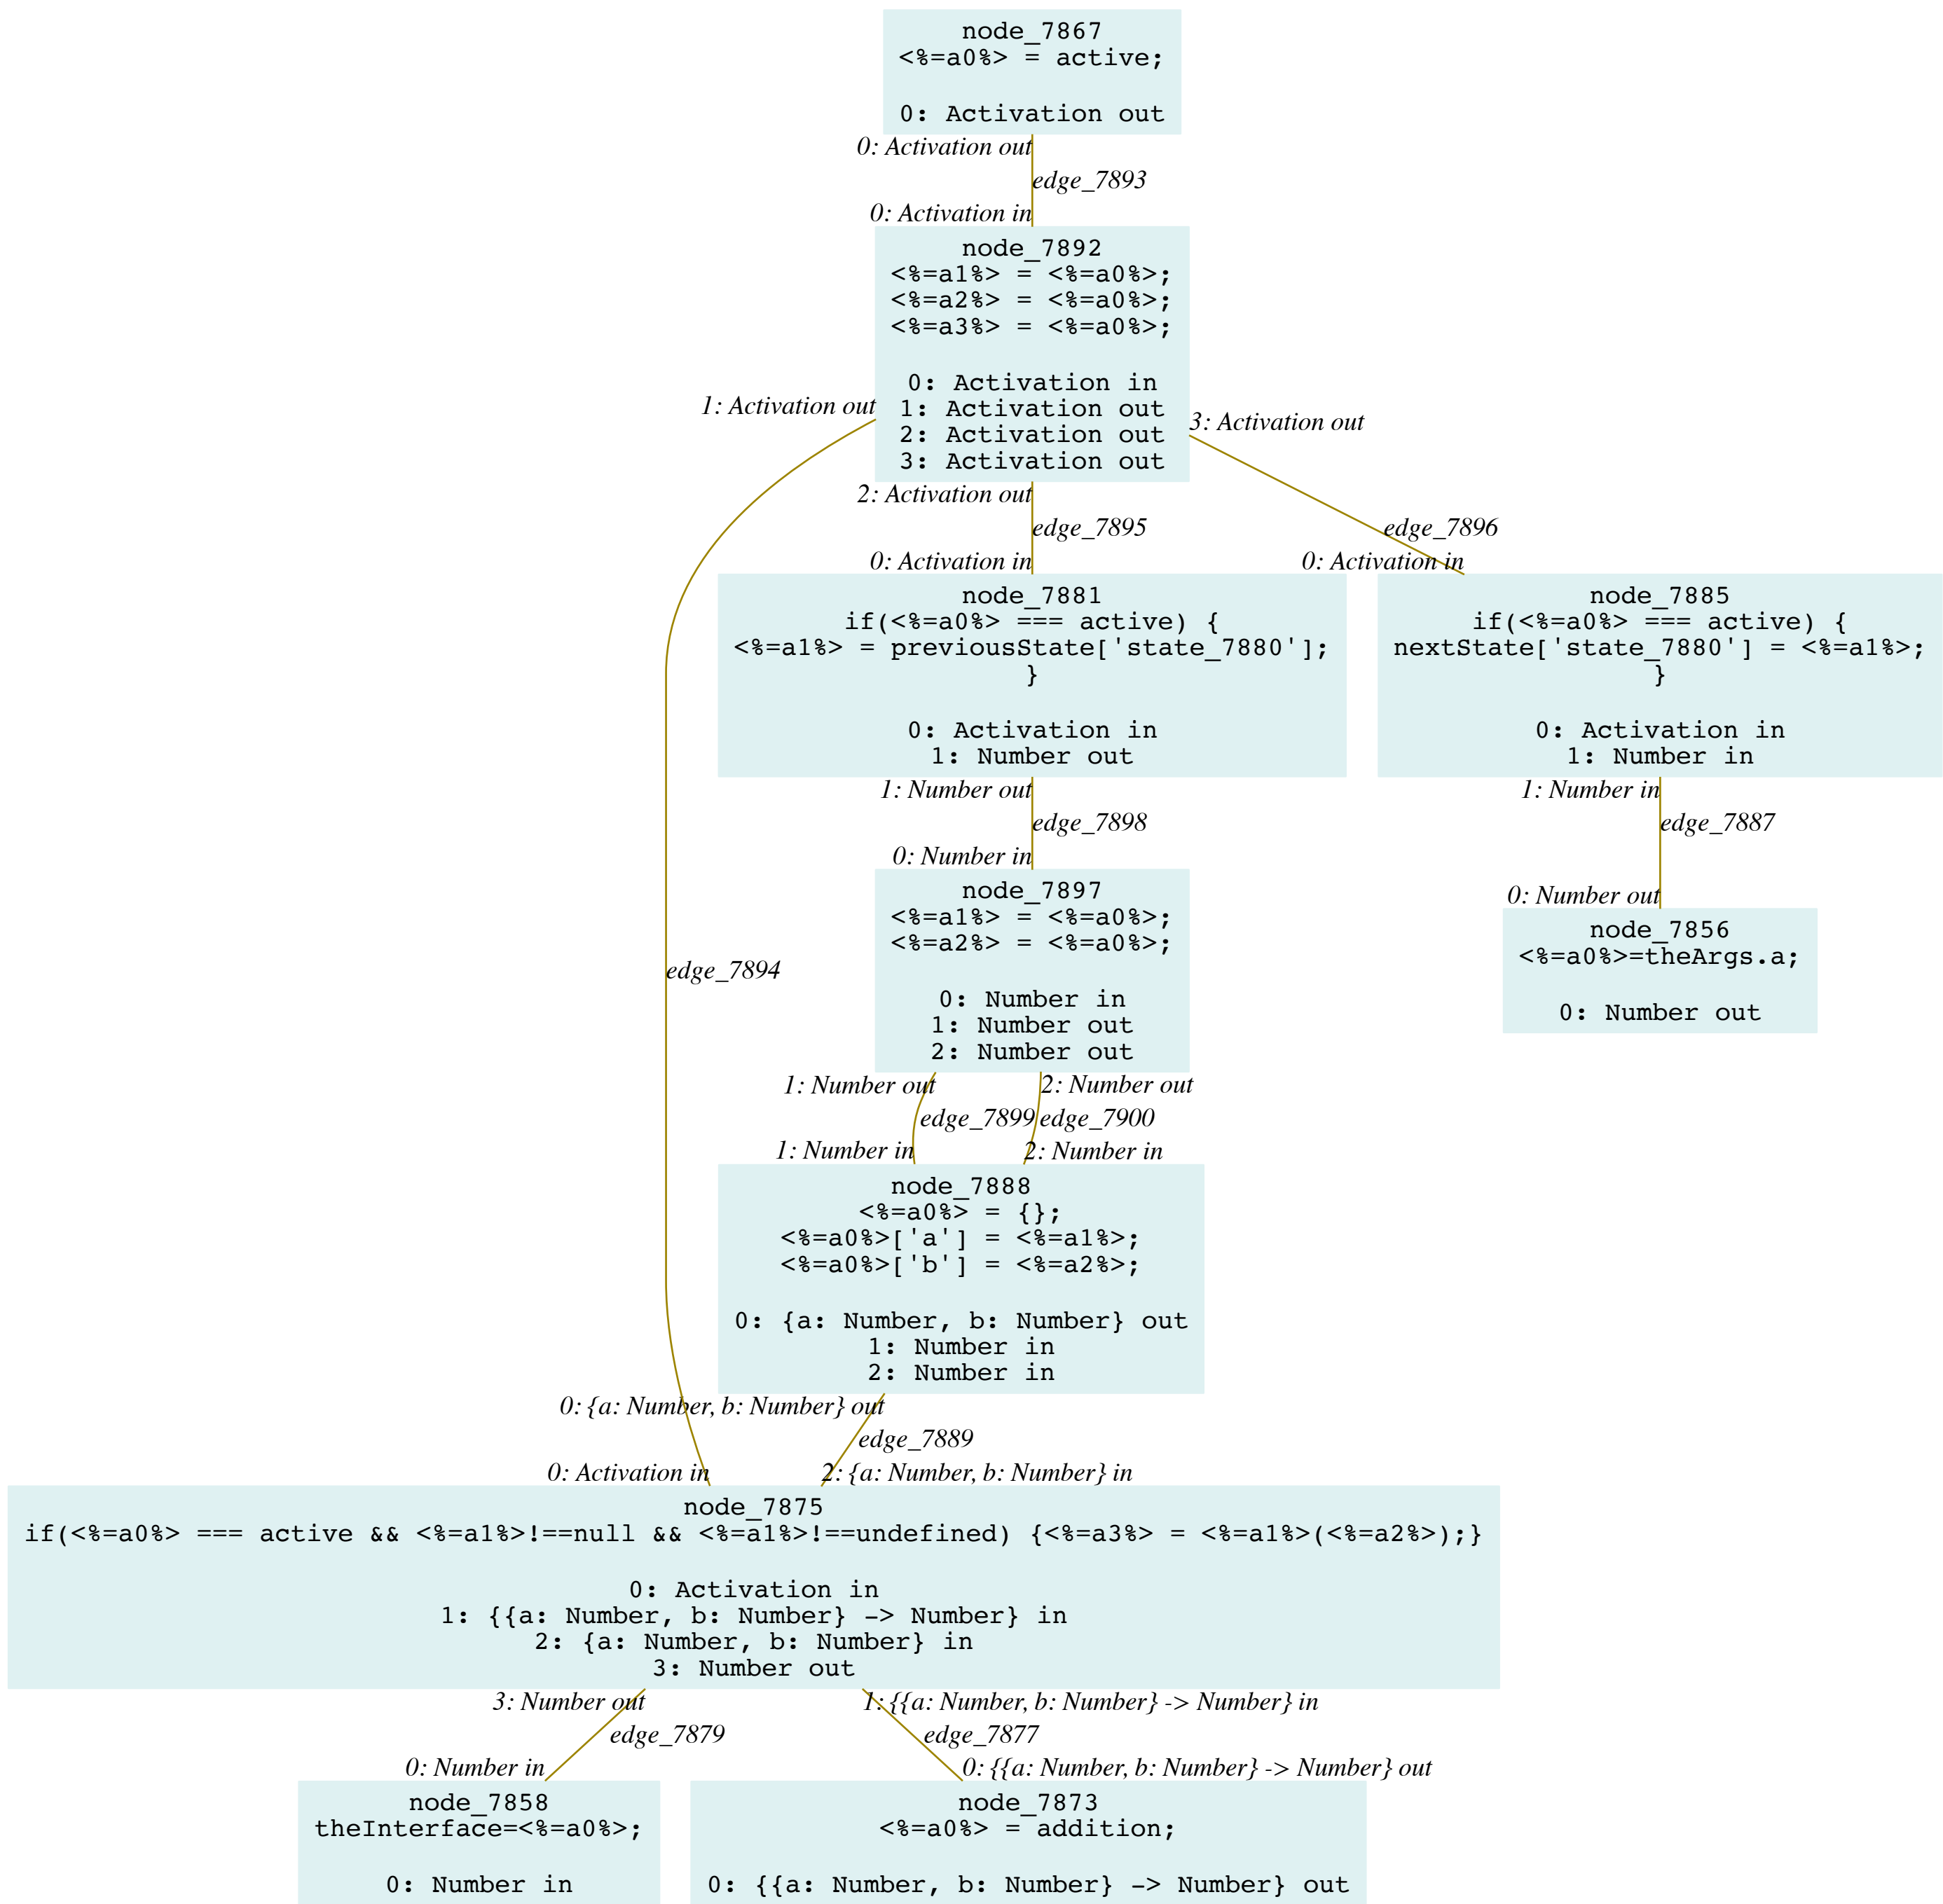 node_7867
<%=a0%> = active;
0: Activation out
0: Activation out
edge_7893
0: Activation in
node_7892
<%=a1%> = <%=a0%>;
<%=a2%> = <%=a0%>;
<%=a3%> = <%=a0%>;
0: Activation in
1: Activation out
2: Activation out
3: Activation out
1: Activation out
3: Activation out
2: Activation out
edge_7895
edge_7896
0: Activation in
0: Activation in
node_7881
if(<%=a0%> === active) {
<%=a1%> = previousState['state_7880'];
}
0: Activation in
1: Number out
node_7885
if(<%=a0%> === active) {
nextState['state_7880'] = <%=a1%>;
}
0: Activation in
1: Number in
1: Number out
edge_7898
0: Number in
1: Number in
edge_7887
0: Number out
node_7897
<%=a1%> = <%=a0%>;
<%=a2%> = <%=a0%>;
0: Number in
1: Number out
2: Number out
node_7856
<%=a0%>=theArgs.a;
0: Number out
edge_7894
1: Number out
2: Number out
edge_7899
edge_7900
1: Number in
2: Number in
node_7888
<%=a0%> = {};
<%=a0%>['a'] = <%=a1%>;
<%=a0%>['b'] = <%=a2%>;
0: {a: Number, b: Number} out
1: Number in
2: Number in
0: {a: Number, b: Number} out
edge_7889
0: Activation in
2: {a: Number, b: Number} in
node_7875
if(<%=a0%> === active && <%=a1%>!==null && <%=a1%>!==undefined) {<%=a3%> = <%=a1%>(<%=a2%>);}
0: Activation in
1: {{a: Number, b: Number} -> Number} in
2: {a: Number, b: Number} in
3: Number out
3: Number out
1: {{a: Number, b: Number} -> Number} in
edge_7879
edge_7877
0: Number in
0: {{a: Number, b: Number} -> Number} out
node_7858
theInterface=<%=a0%>;
0: Number in
node_7873
<%=a0%> = addition;
0: {{a: Number, b: Number} -> Number} out